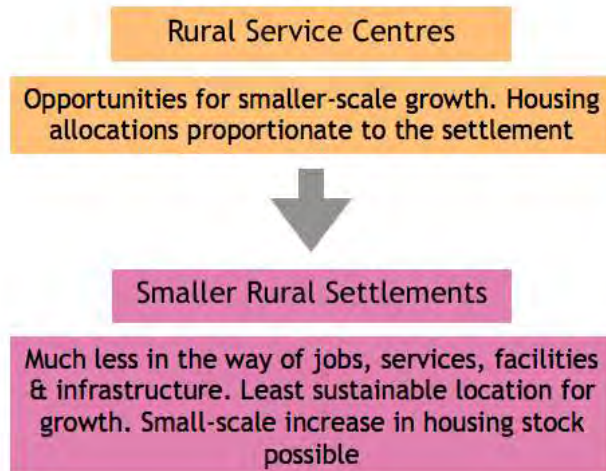 Rural Service Centres
Opportunities for smaller-scale growth. Housing
allocations proportionate to the settlement
Smaller Rural Settlements
Much less in the way of jobs, services, facilities
& infrastructure. Least sustainable location for
growth. Small-scale increase in housing stock
possible